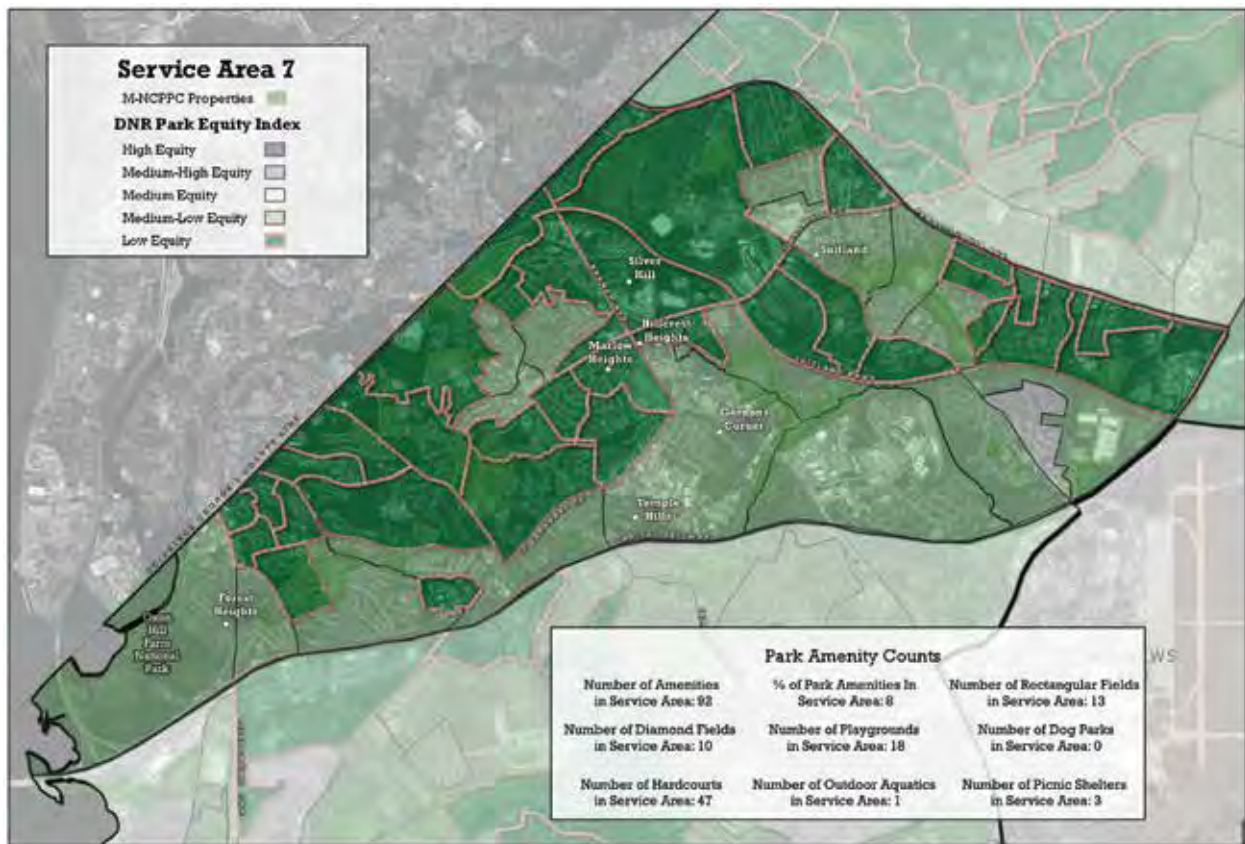 Service Area 7
M-NCPPC Properties
DNR Park Equity Index
High Equity
Medium-High Equity
Medium Equity
Medium-Low Equity
Low Equity
Suitland
Silver
Hill
Hillcrest
Heights
Marlow
Heights
Gordons
Corner
Temple
Hills
Forest
Heights
Hill
Farm
National
Park
WS
Park Amenity Counts
Number of Amenities
in Service Area: 92
% of Park Amenities In
Service Area: 8
Number of Rectangular Fields
in Service Area: 13
Number of Diamond Fields
in Service Area: 10
Number of Playgrounds
in Service Area: 18
Number of Dog Parks
in Service Area: 0
Number of Hardcourts
in Service Area: 47
Number of Outdoor Aquatics
in Service Area: 1
Number of Picnic Shelters
in Service Area: 3